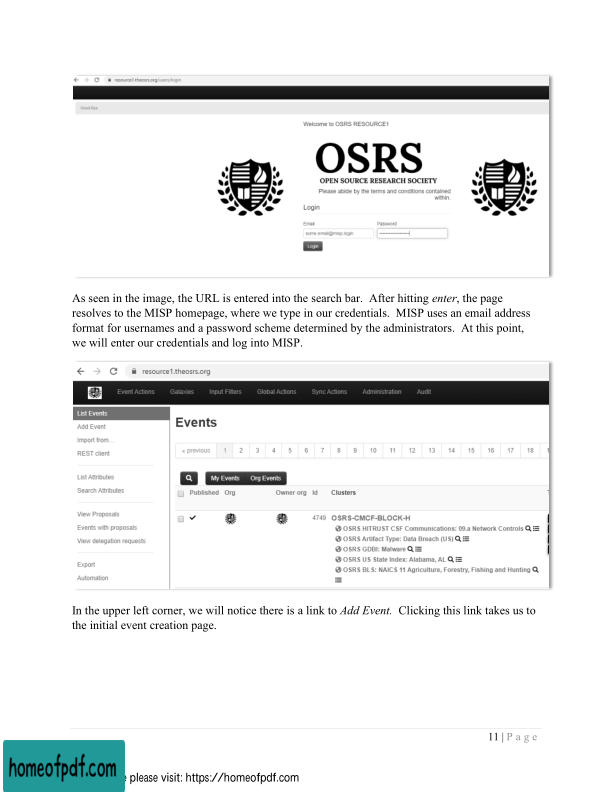 resource1.theosrs.org/users/login
Welcome to OSRS RESOURCE1
OSRS
OPEN SOURCE RESEARCH SOCIETY
Please abide by the terms and conditions contained
within.
Login
Email Password
some.email@misp.login
Login
As seen in the image, the URL is entered into the search bar. After hitting enter, the page
resolves to the MISP homepage, where we type in our credentials. MISP uses an email address
format for usernames and a password scheme determined by the administrators. At this point,
we will enter our credentials and log into MISP.
resource1.theosrs.org
Event Actions Galaxies Input Filters Global Actions Sync Actions Administration Audit
List Events
Add Event
Import from...
REST client
List Attributes
Search Attributes
View Proposals
Events with proposals
View delegation requests
Export
Automation
Events
« previous 1 2 3 4 5 6 7 8 9 10 11 12 13 14 15 16 17 18
My Events Org Events
Published Org Owner org Id Clusters
4749 OSRS-CMCF-BLOCK-H
OSRS HITRUST CSF Communications: 09.a Network Controls
OSRS Artifact Type: Data Breach (US)
OSRS GDBI: Malware
OSRS US State Index: Alabama, AL
OSRS BLS: NAICS 11 Agriculture, Forestry, Fishing and Hunting
In the upper left corner, we will notice there is a link to Add Event. Clicking this link takes us to
the initial event creation page.
11 | P a g e
homeofpdf.com
please visit: https://homeofpdf.com